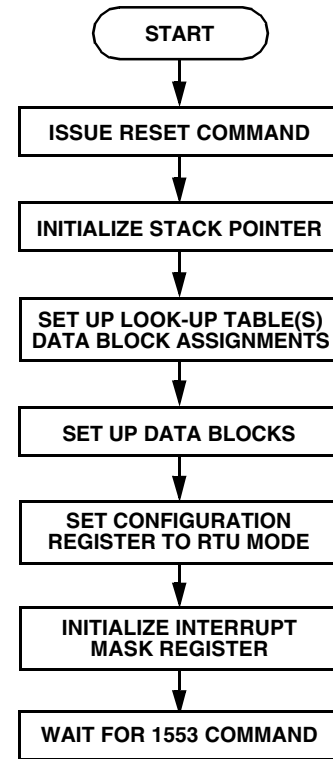 START
ISSUE RESET COMMAND
INITIALIZE STACK POINTER
SET UP LOOK-UP TABLE(S)
DATA BLOCK ASSIGNMENTS
SET UP DATA BLOCKS
SET CONFIGURATION
REGISTER TO RTU MODE
INITIALIZE INTERRUPT
MASK REGISTER
WAIT FOR 1553 COMMAND